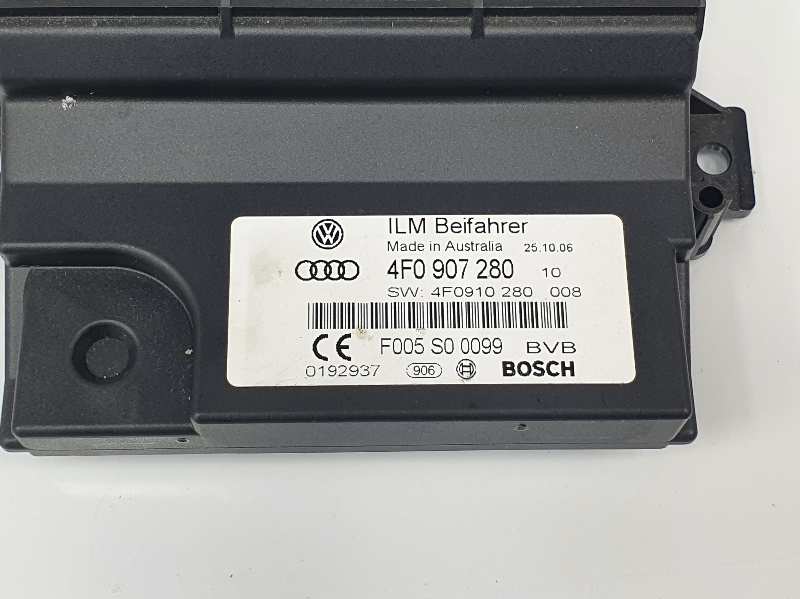 ILM Beifahrer
Made in Australia 25.10.06
4F0 907 280 10
SW: 4F0910 280 008
CE F005 S0 0099 BVB
0192937 906 BOSCH